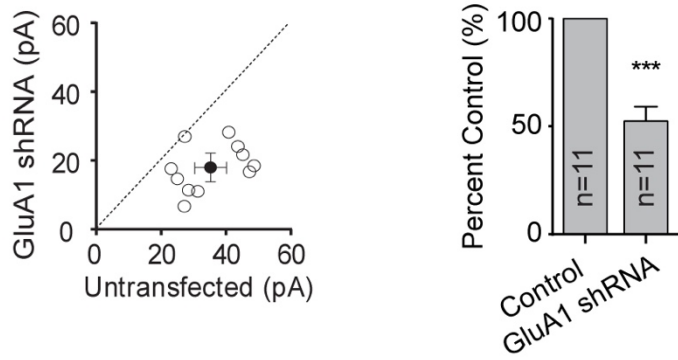 GluA1 shRNA (pA)
60
40
20
0
0
20
40
60
Untransfected (pA)
Percent Control (%)
100
50
0
***
n=11
n=11
Control
GluA1 shRNA